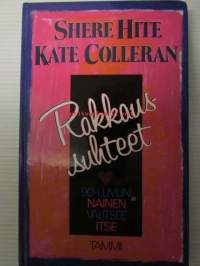 SHERE HITE
KATE COLLERAN
Rakkaus-
suhteet
90-LUVUN
NAINEN
VALITSEE
ITSE
TAMMI